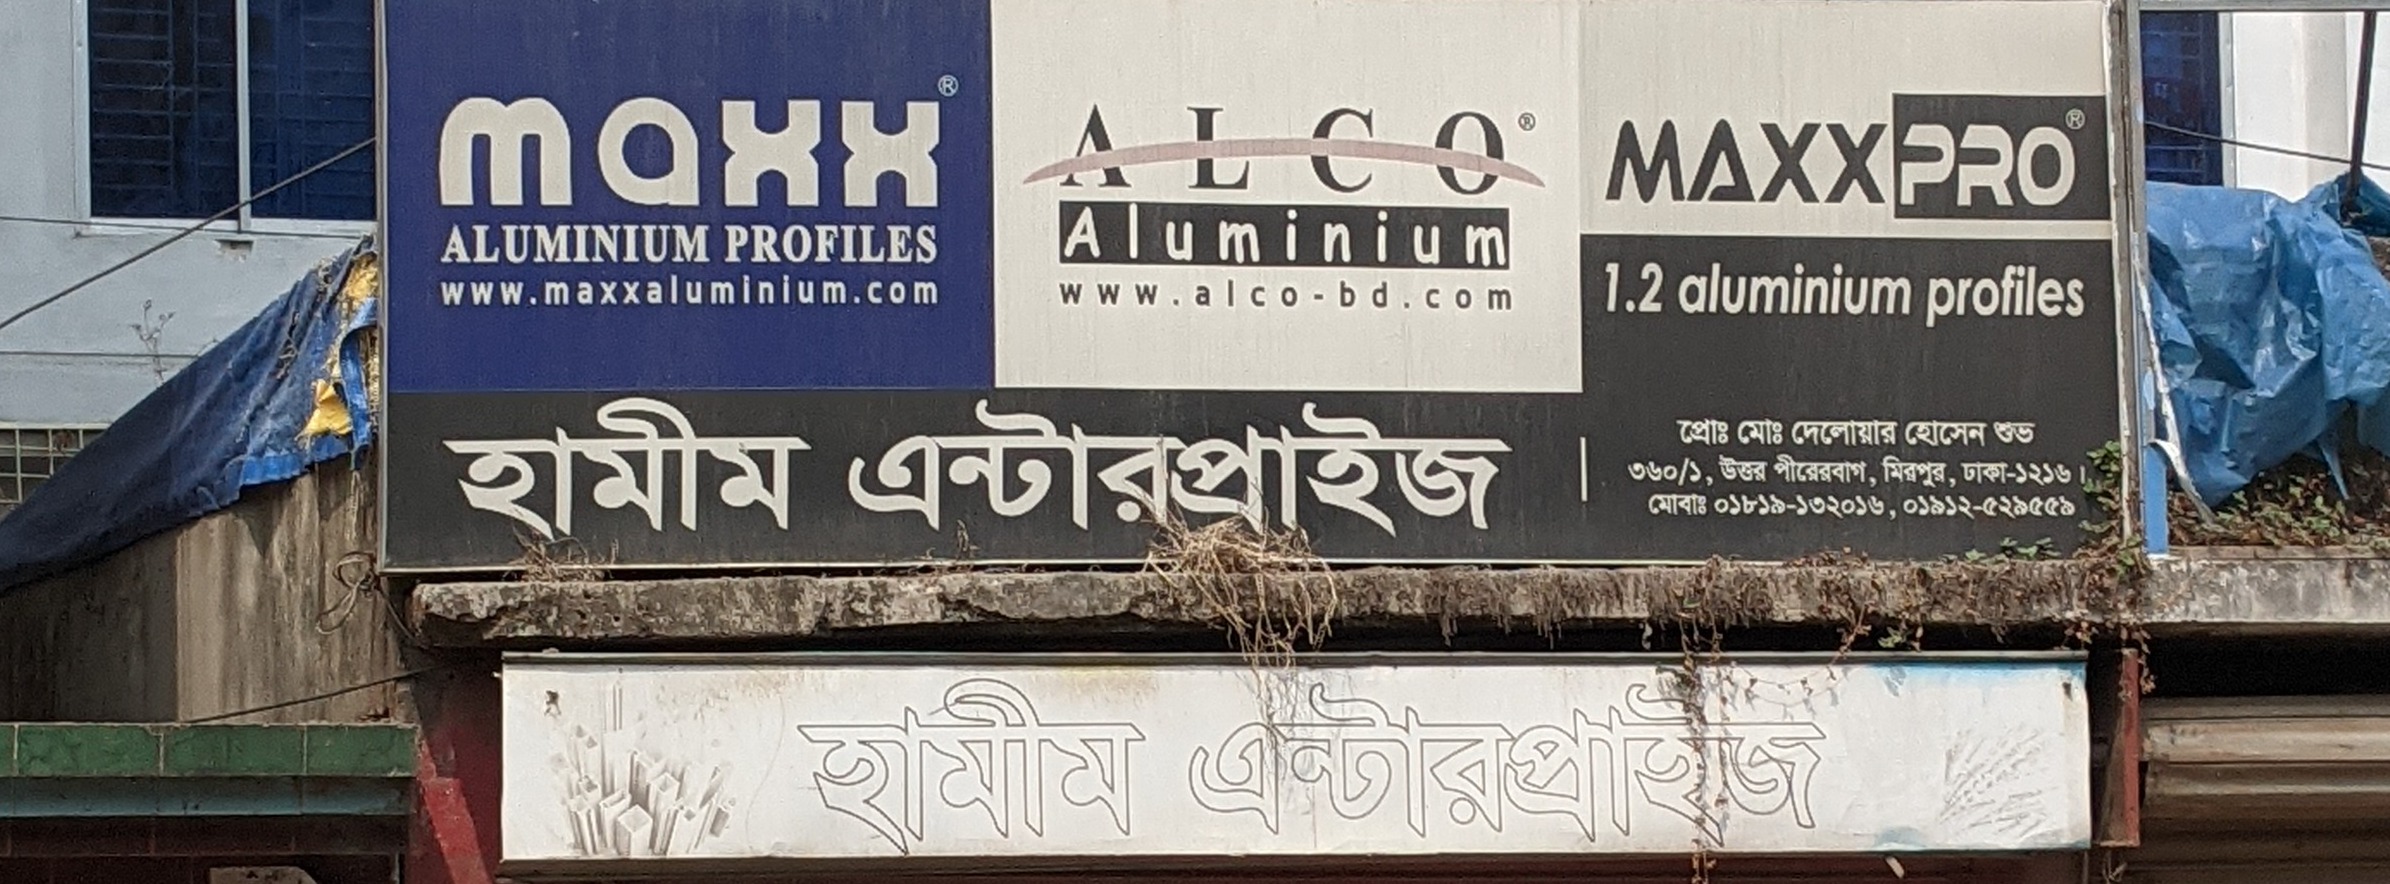 maxx®
ALUMINIUM PROFILES
www.maxxaluminium.com
ALCO®
Aluminium
www.alco-bd.com
MAXXPRO®
1.2 aluminium profiles
হামীম এন্টারপ্রাইজ
প্রোঃ মোঃ দেলোয়ার হোসেন শুভ
৩৬০/১, উত্তর পীরেরবাগ, মিরপুর, ঢাকা-১২১৬।
মোবাঃ ০১৮১৯-১৩২০১৬, ০১৯১২-৫২৯৫৫৯
হামীম এন্টারপ্রাইজ